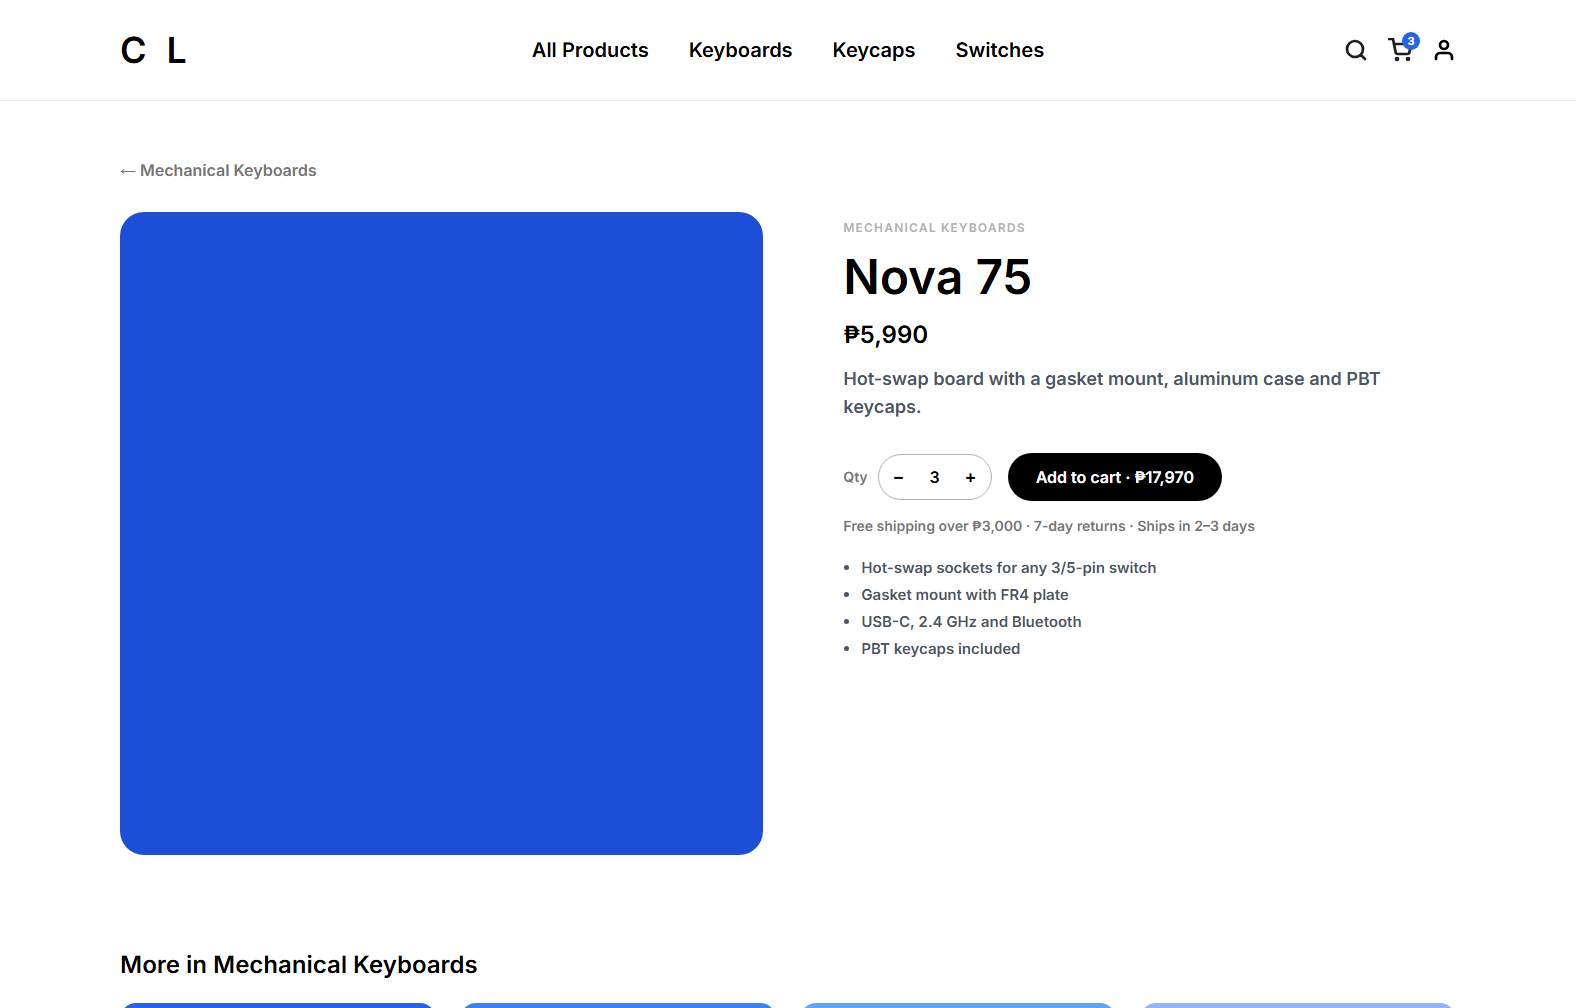 C L
All Products Keyboards Keycaps Switches
3
← Mechanical Keyboards
MECHANICAL KEYBOARDS
Nova 75
₱5,990
Hot-swap board with a gasket mount, aluminum case and PBT
keycaps.
Qty − 3 + Add to cart · ₱17,970
Free shipping over ₱3,000 · 7-day returns · Ships in 2–3 days
• Hot-swap sockets for any 3/5-pin switch
• Gasket mount with FR4 plate
• USB-C, 2.4 GHz and Bluetooth
• PBT keycaps included
More in Mechanical Keyboards